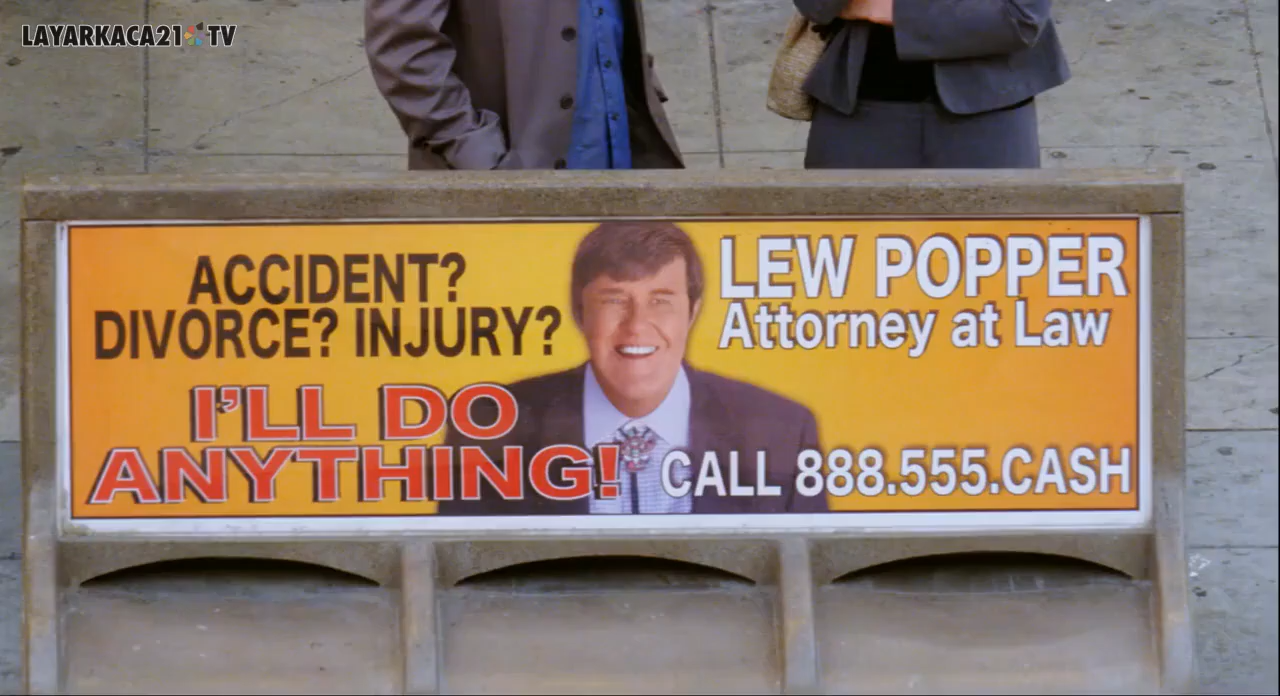 LAYARKACA21 TV
ACCIDENT?
DIVORCE? INJURY?
I'LL DO
ANYTHING!
LEW POPPER
Attorney at Law
CALL 888.555.CASH